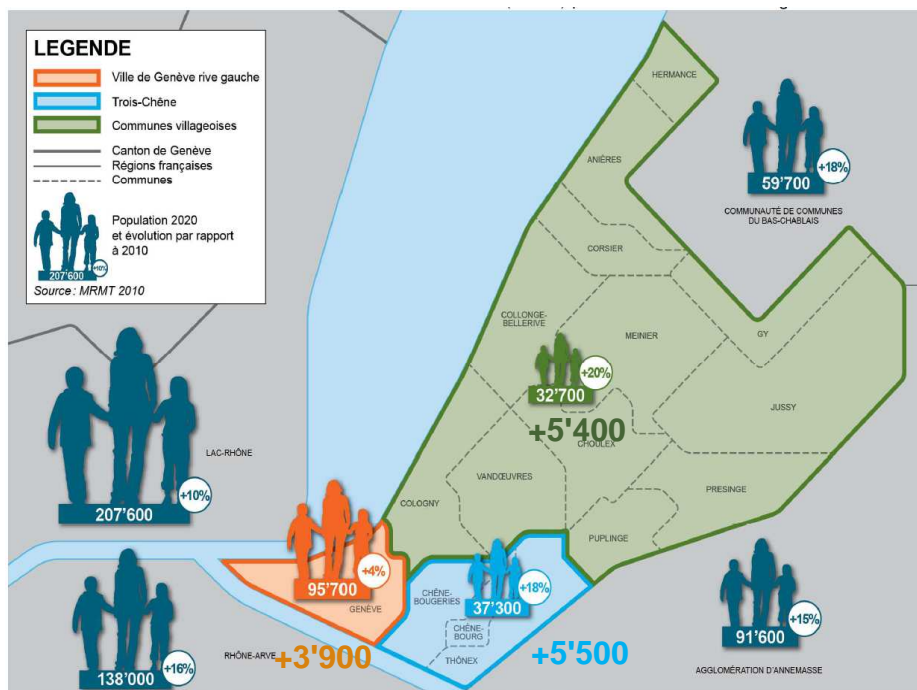 LEGENDE
Ville de Genève rive gauche
Trois-Chêne
Communes villageoises
Canton de Genève
Régions françaises
Communes
Population 2020
et évolution par rapport
à 2010
207'600
+10%
Source : MRMT 2010
HERMANCE
ANIÈRES
+18%
59'700
COMMUNAUTÉ DE COMMUNES
DU BAS-CHABLAIS
CORSIER
COLLONGE-
BELLERIVE
MEINIER
GY
+20%
32'700
+5'400
JUSSY
CHOULEX
LAC-RHÔNE
+10%
207'600
VANDŒUVRES
PRESINGE
COLOGNY
PUPLINGE
+4%
95'700
GENÈVE
CHÊNE-
BOUGERIES
+18%
37'300
CHÊNE-
BOURG
THÔNEX
+15%
91'600
AGGLOMÉRATION D'ANNEMASSE
RHÔNE-ARVE
+3'900
+5'500
+16%
138'000